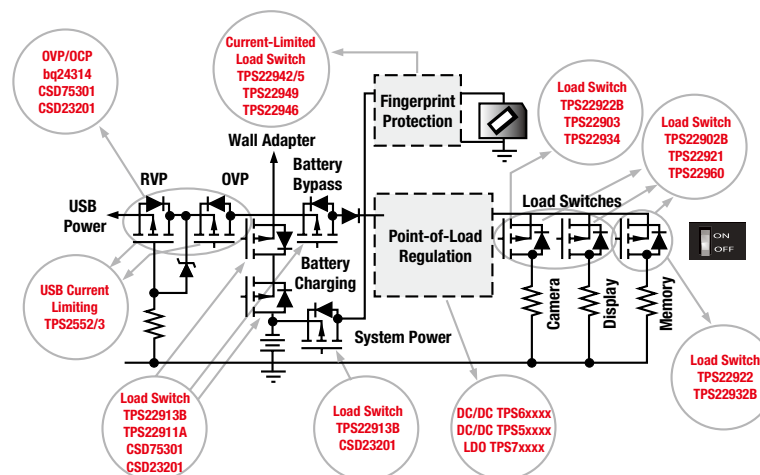 OVP/OCP
bq24314
CSD75301
CSD23201
Current-Limited
Load Switch
TPS22942/5
TPS22949
TPS22946
Fingerprint
Protection
Load Switch
TPS22922B
TPS22903
TPS22934
Load Switch
TPS22902B
TPS22921
TPS22960
Wall Adapter
RVP
OVP
Battery
Bypass
USB
Power
Load Switches
ON
OFF
Point-of-Load
Regulation
Battery
Charging
USB Current
Limiting
TPS2552/3
System Power
Camera
Display
Memory
Load Switch
TPS22913B
TPS22911A
CSD75301
CSD23201
Load Switch
TPS22913B
CSD23201
DC/DC TPS6xxxx
DC/DC TPS5xxxx
LDO TPS7xxxx
Load Switch
TPS22922
TPS22932B